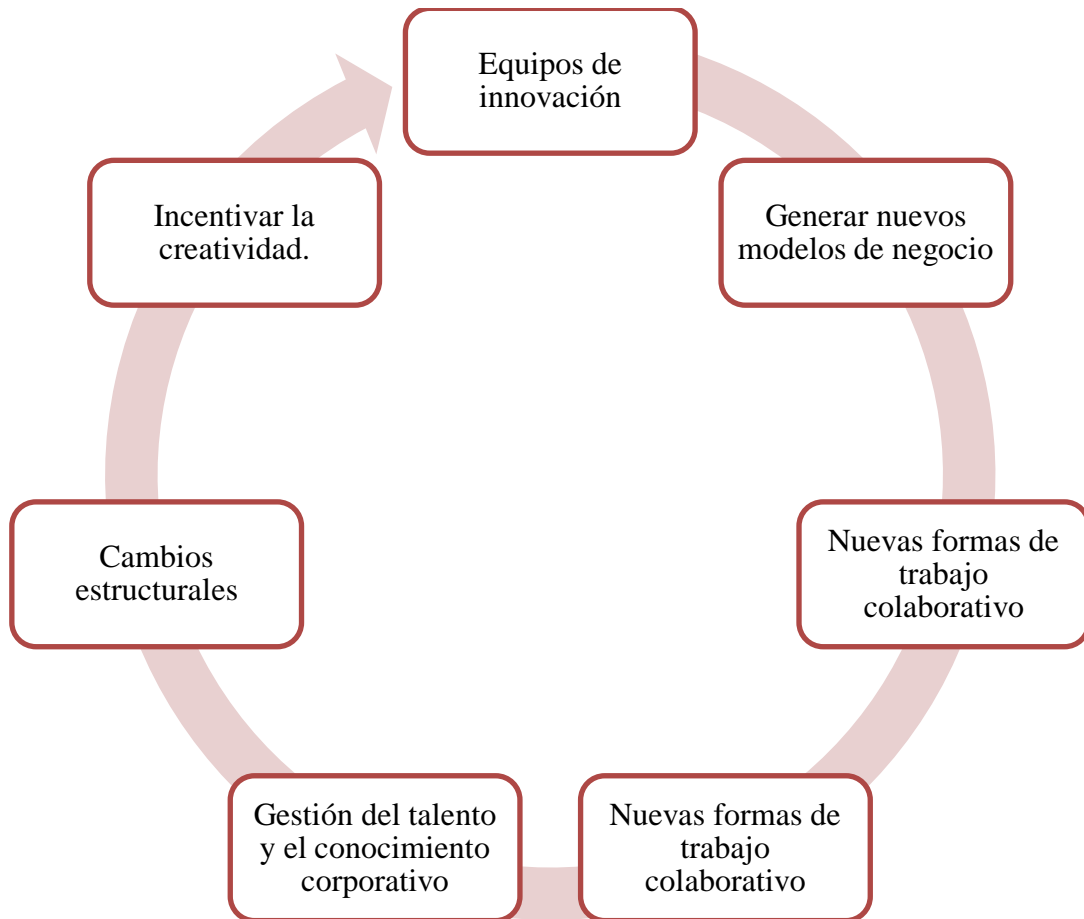 Equipos de
innovación
Generar nuevos
modelos de negocio
Nuevas formas de
trabajo
colaborativo
Nuevas formas de
trabajo
colaborativo
Gestión del talento
y el conocimiento
corporativo
Cambios
estructurales
Incentivar la
creatividad.